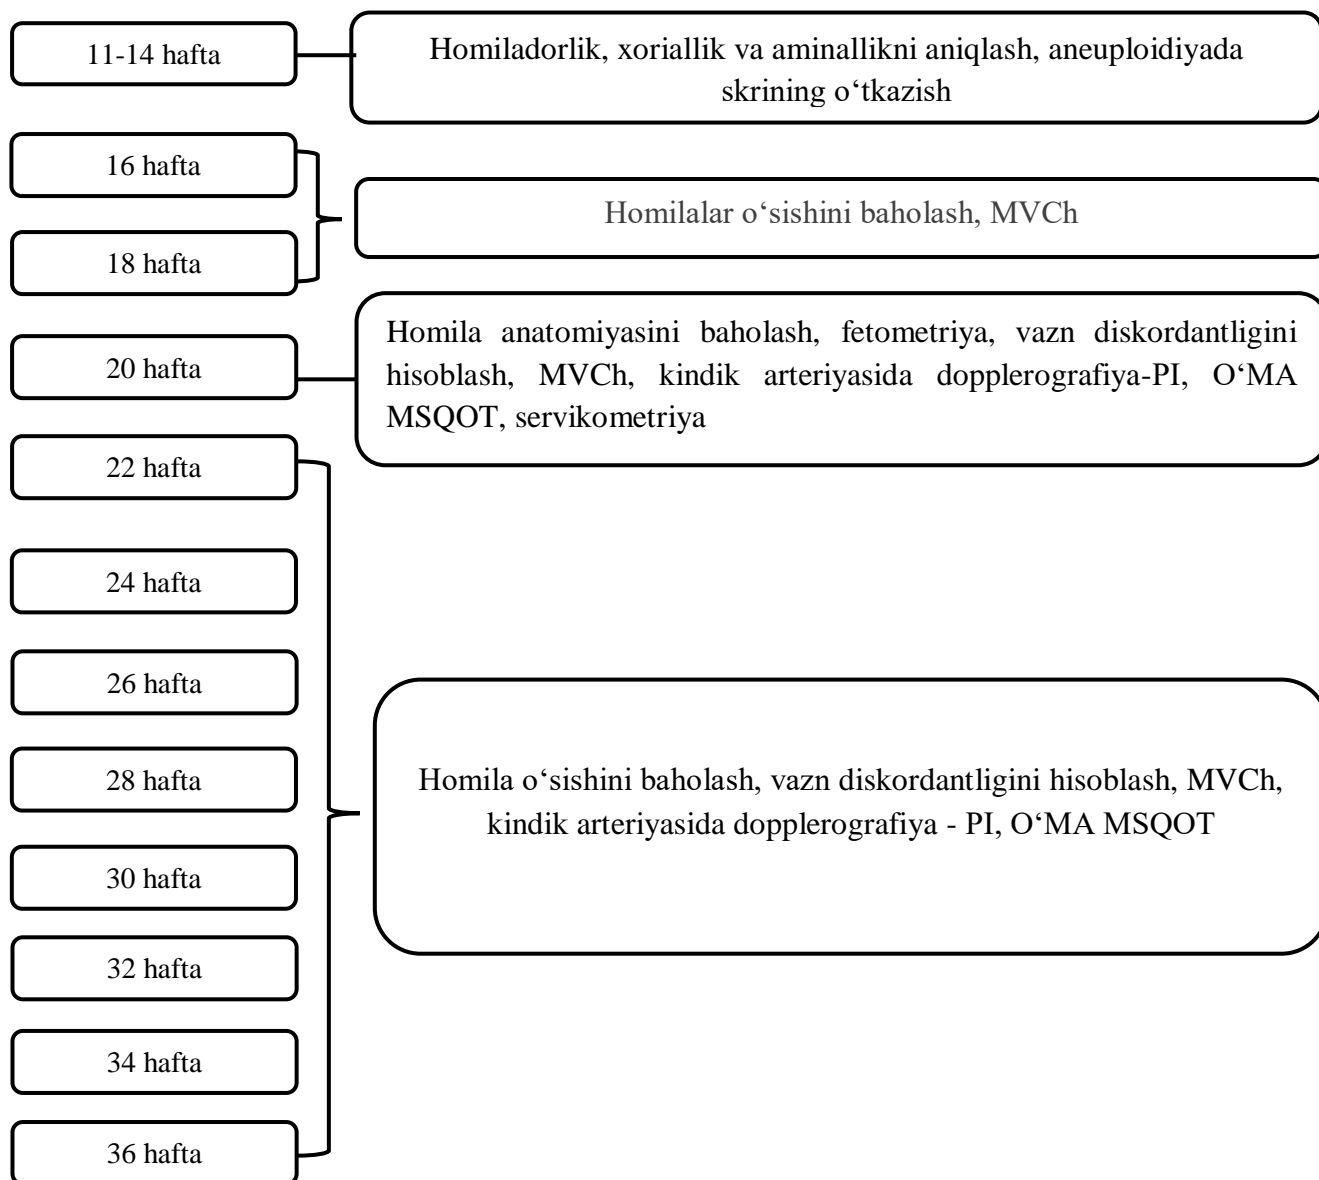 11-14 hafta
Homiladorlik, xoriallik va aminallikni aniqlash, aneuploidiyada
skrining o‘tkazish
16 hafta
18 hafta
Homilalar o‘sishini baholash, MVCh
20 hafta
Homila anatomiyasini baholash, fetometriya, vazn diskordantligini
hisoblash, MVCh, kindik arteriyasida dopplerografiya-PI, O‘MA
MSQOT, servikometriya
22 hafta
24 hafta
26 hafta
28 hafta
30 hafta
32 hafta
34 hafta
36 hafta
Homila o‘sishini baholash, vazn diskordantligini hisoblash, MVCh,
kindik arteriyasida dopplerografiya - PI, O‘MA MSQOT